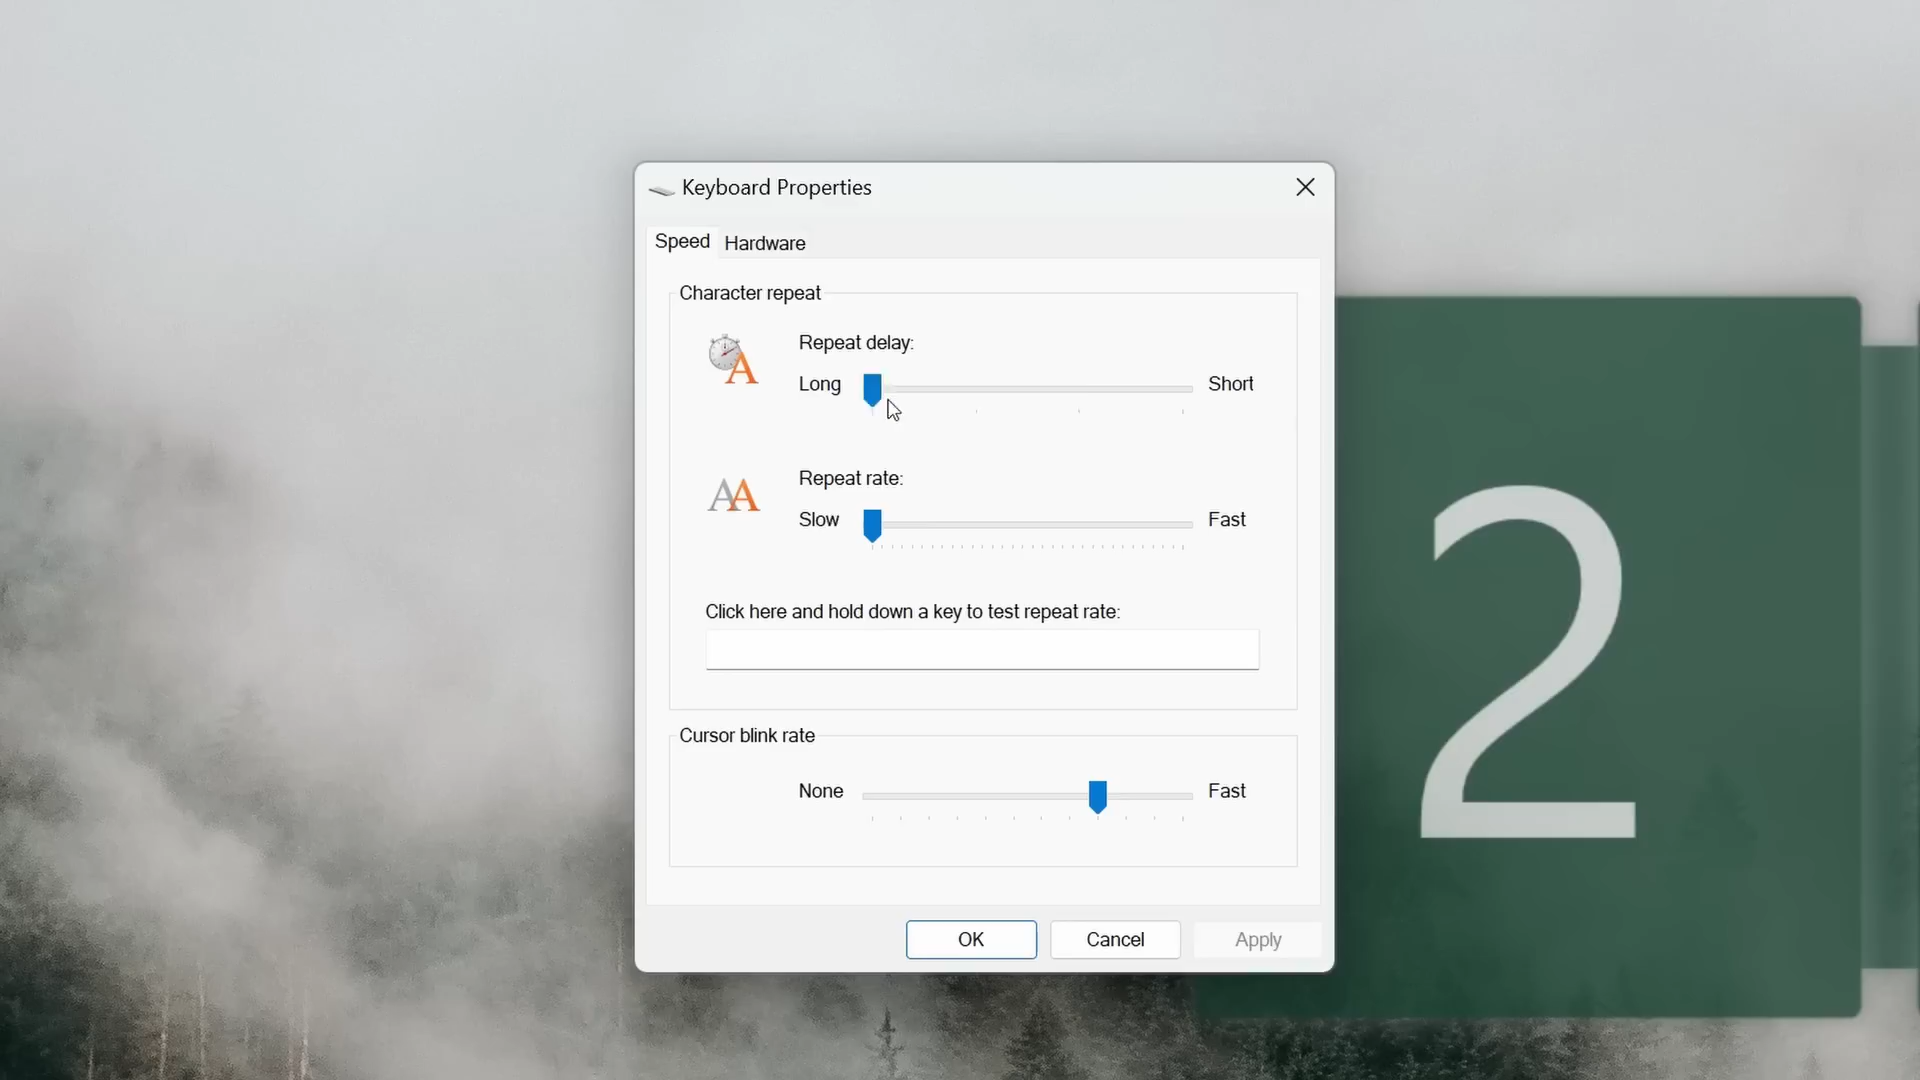 Keyboard Properties
Speed Hardware
Character repeat
Repeat delay:
Long Short
Repeat rate:
Slow Fast
Click here and hold down a key to test repeat rate:
Cursor blink rate
None Fast
OK Cancel Apply
2